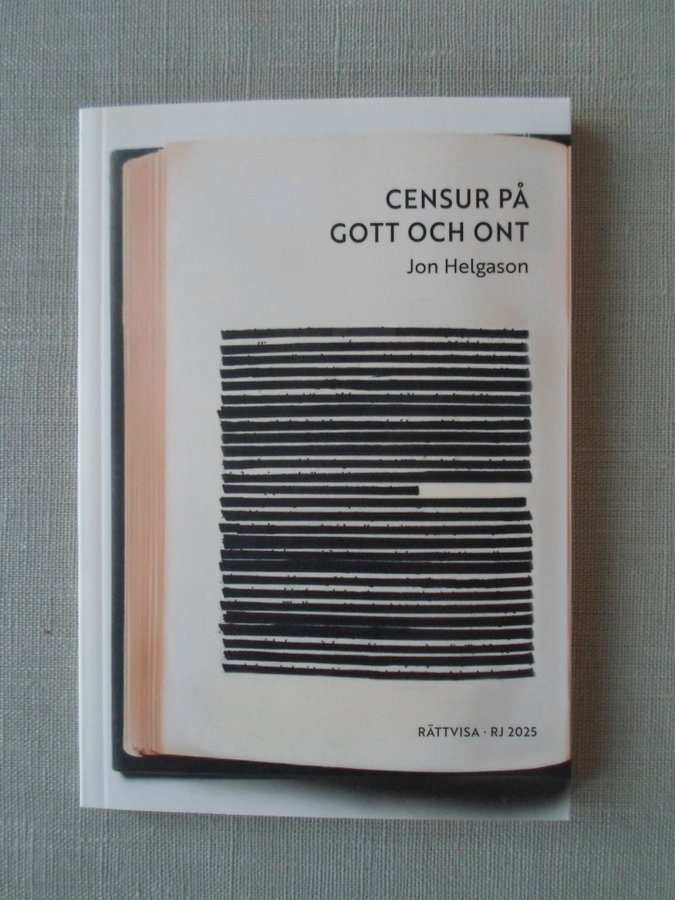 CENSUR PÅ
GOTT OCH ONT
Jon Helgason
RÄTTVISA · RJ 2025